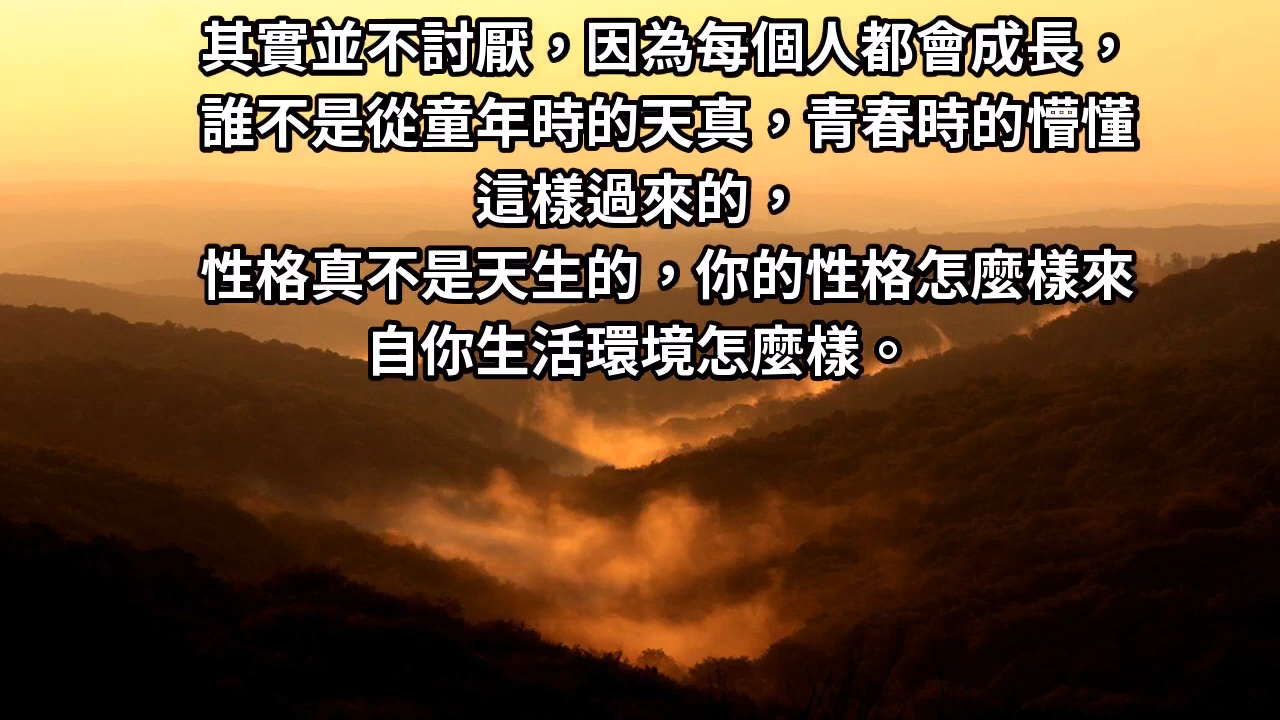 其實並不討厭，因為每個人都會成長，
誰不是從童年時的天真，青春時的懵懂
這樣過來的，
性格真不是天生的，你的性格怎麼樣來
自你生活環境怎麼樣。